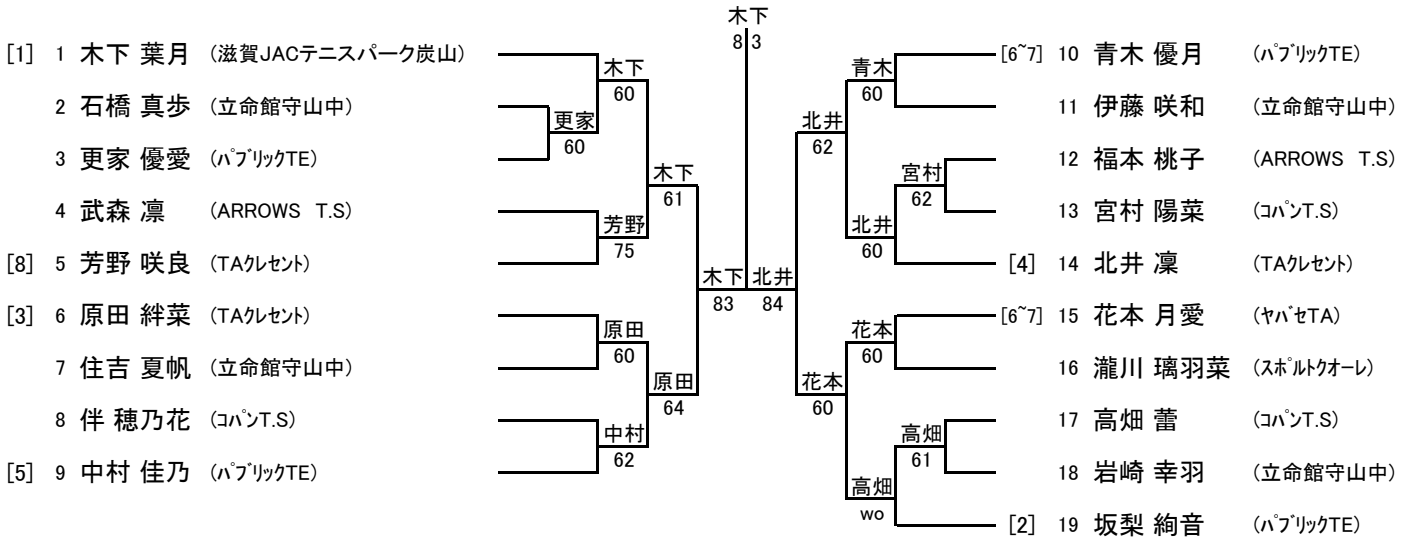 木下
8 3
[1] 1 木下 葉月 (滋賀JACテニスパーク炭山)
2 石橋 真歩 (立命館守山中)
3 更家 優愛 (パブリックTE)
4 武森 凛 (ARROWS T.S)
[8] 5 芳野 咲良 (TAクレセント)
[3] 6 原田 絆菜 (TAクレセント)
7 住吉 夏帆 (立命館守山中)
8 伴 穂乃花 (コパンT.S)
[5] 9 中村 佳乃 (パブリックTE)
木下
60
更家
60
木下
61
芳野
75
木下
83
原田
60
原田
64
中村
62
北井
84
青木
60
北井
62
宮村
62
北井
60
花本
60
花本
60
高畑
61
高畑
wo
[6~7] 10 青木 優月 (パブリックTE)
11 伊藤 咲和 (立命館守山中)
12 福本 桃子 (ARROWS T.S)
13 宮村 陽菜 (コパンT.S)
[4] 14 北井 凜 (TAクレセント)
[6~7] 15 花本 月愛 (ヤバセTA)
16 瀧川 璃羽菜 (スポルトクオーレ)
17 高畑 蕾 (コパンT.S)
18 岩崎 幸羽 (立命館守山中)
[2] 19 坂梨 絢音 (パブリックTE)